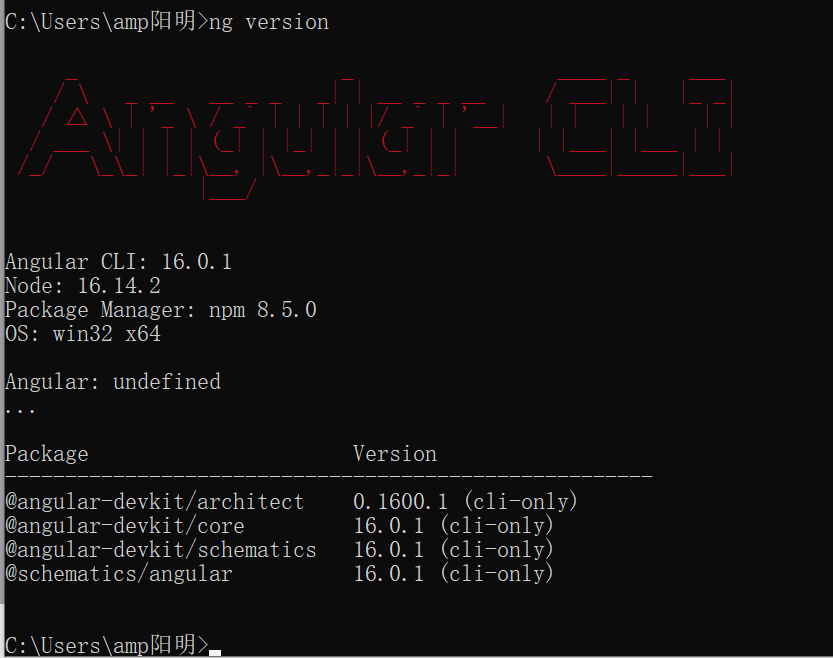 C:\Users\amp阳明>ng version
Angular CLI
Angular CLI: 16.0.1
Node: 16.14.2
Package Manager: npm 8.5.0
OS: win32 x64
Angular: undefined
...
Package Version
------------------------------------------------------
@angular-devkit/architect 0.1600.1 (cli-only)
@angular-devkit/core 16.0.1 (cli-only)
@angular-devkit/schematics 16.0.1 (cli-only)
@schematics/angular 16.0.1 (cli-only)
C:\Users\amp阳明>